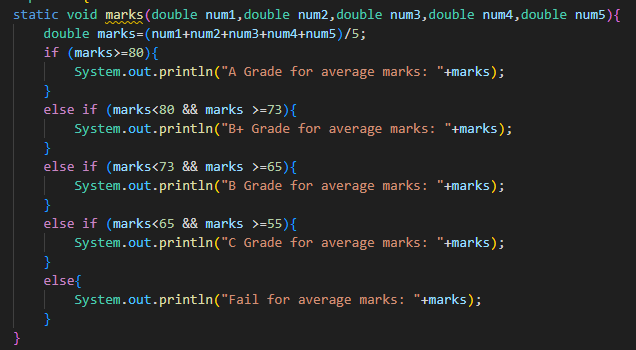 static void marks(double num1,double num2,double num3,double num4,double num5){
double marks=(num1+num2+num3+num4+num5)/5;
if (marks>=80){
System.out.println("A Grade for average marks: "+marks);
}
else if (marks<80 && marks >=73){
System.out.println("B+ Grade for average marks: "+marks);
}
else if (marks<73 && marks >=65){
System.out.println("B Grade for average marks: "+marks);
}
else if (marks<65 && marks >=55){
System.out.println("C Grade for average marks: "+marks);
}
else{
System.out.println("Fail for average marks: "+marks);
}
}